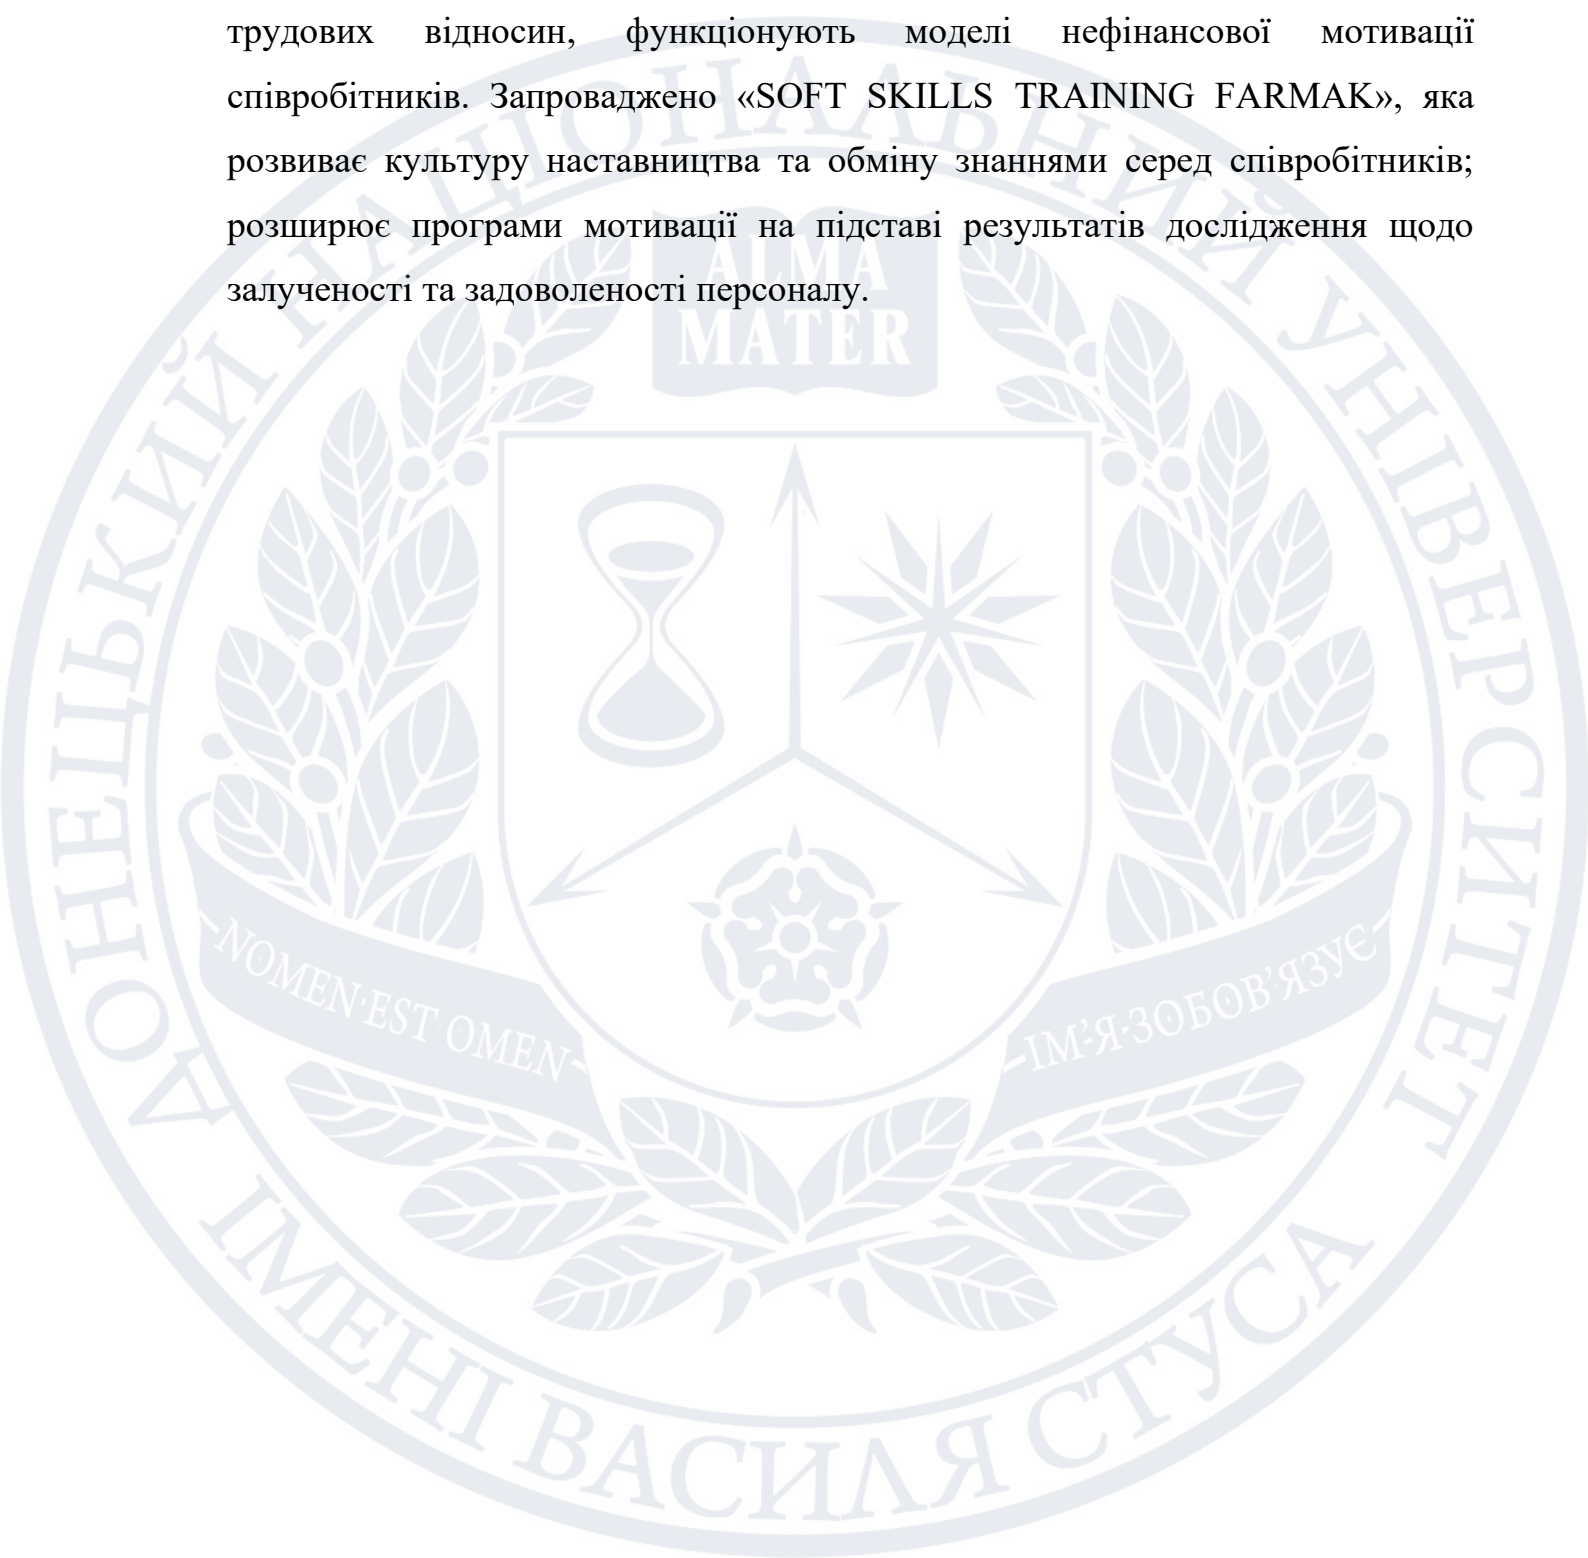 трудових відносин, функціонують моделі нефінансової мотивації
співробітників. Запроваджено «SOFT SKILLS TRAINING FARMAK», яка
розвиває культуру наставництва та обміну знаннями серед співробітників;
розширює програми мотивації на підставі результатів дослідження щодо
залученості та задоволеності персоналу.
ДОНЕЦЬКИЙ НАЦІОНАЛЬНИЙ УНІВЕРСИТЕТ
ІМЕНІ ВАСИЛЯ СТУСА
ALMA
MATER
NOMEN·EST·OMEN
ІМ'Я·ЗОБОВ'ЯЗУЄ